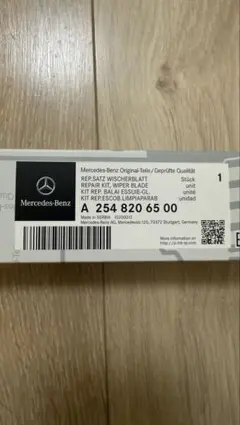 Mercedes-Benz Original-Teile/Geprüfte Qualität
REP.SATZ WISCHERBLATT Stück 1
REPAIR KIT, WIPER BLADE unit
KIT REP. BALAI ESSUIE-GL. unité
KIT REP.ESCOB.LIMPIAPARAB unidad
Mercedes-Benz
A 254 820 65 00
Made in SERBIA
Mercedes-Benz AG, Mercedesstr. 120, 70372 Stuttgart, Germany